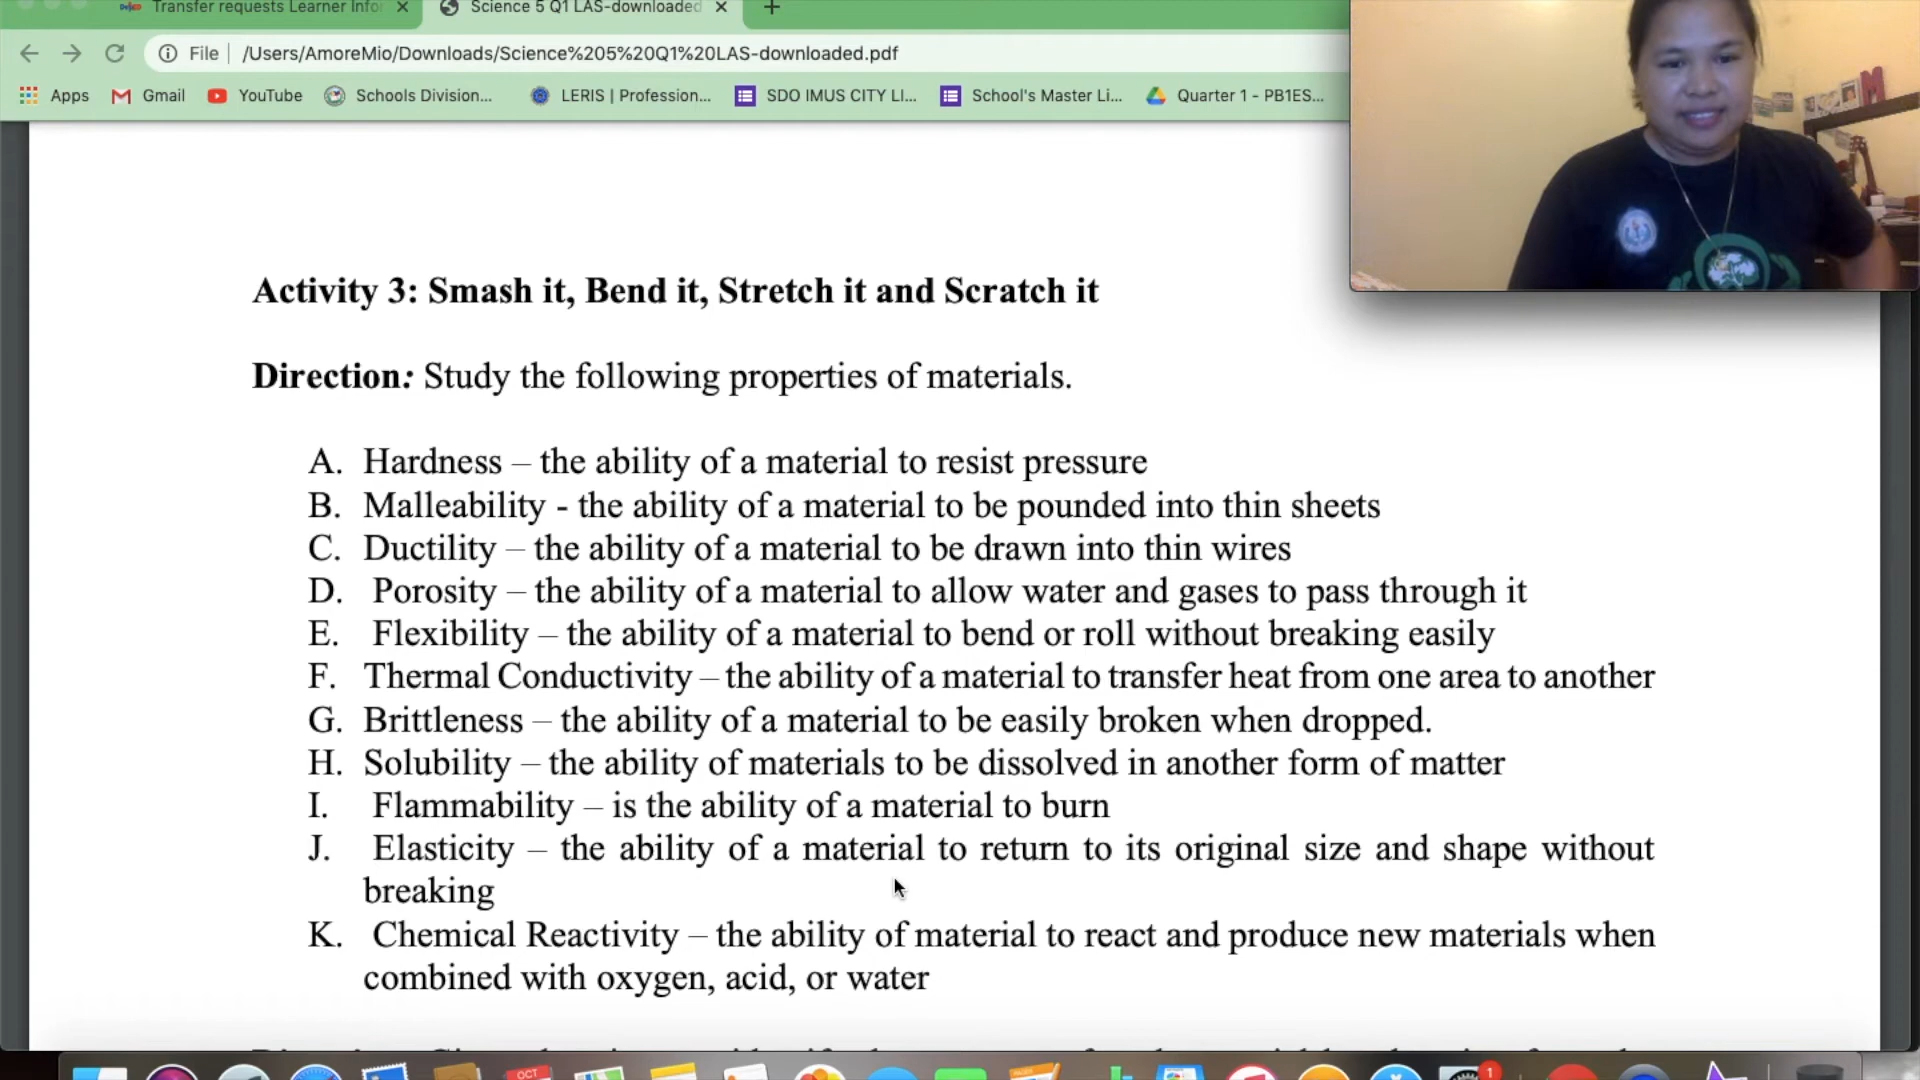 Transfer requests Learner Infor
Science 5 Q1 LAS-downloaded
File
/Users/AmoreMio/Downloads/Science%205%20Q1%20LAS-downloaded.pdf
Apps
Gmail
YouTube
Schools Division...
LERIS | Profession...
SDO IMUS CITY LI...
School's Master Li...
Quarter 1 - PB1ES...
Activity 3: Smash it, Bend it, Stretch it and Scratch it
Direction: Study the following properties of materials.
A. Hardness – the ability of a material to resist pressure
B. Malleability - the ability of a material to be pounded into thin sheets
C. Ductility – the ability of a material to be drawn into thin wires
D. Porosity – the ability of a material to allow water and gases to pass through it
E. Flexibility – the ability of a material to bend or roll without breaking easily
F. Thermal Conductivity – the ability of a material to transfer heat from one area to another
G. Brittleness – the ability of a material to be easily broken when dropped.
H. Solubility – the ability of materials to be dissolved in another form of matter
I. Flammability – is the ability of a material to burn
J. Elasticity – the ability of a material to return to its original size and shape without
breaking
K. Chemical Reactivity – the ability of material to react and produce new materials when
combined with oxygen, acid, or water
OCT
1